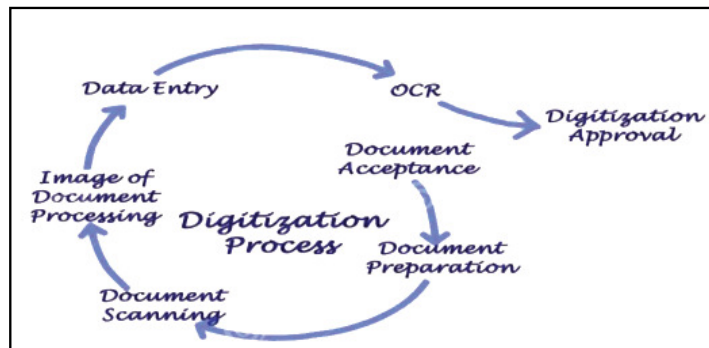 Data Entry
OCR
Digitization
Approval
Document
Acceptance
Image of
Document
Processing
Digitization
Process
Document
Preparation
Document
Scanning